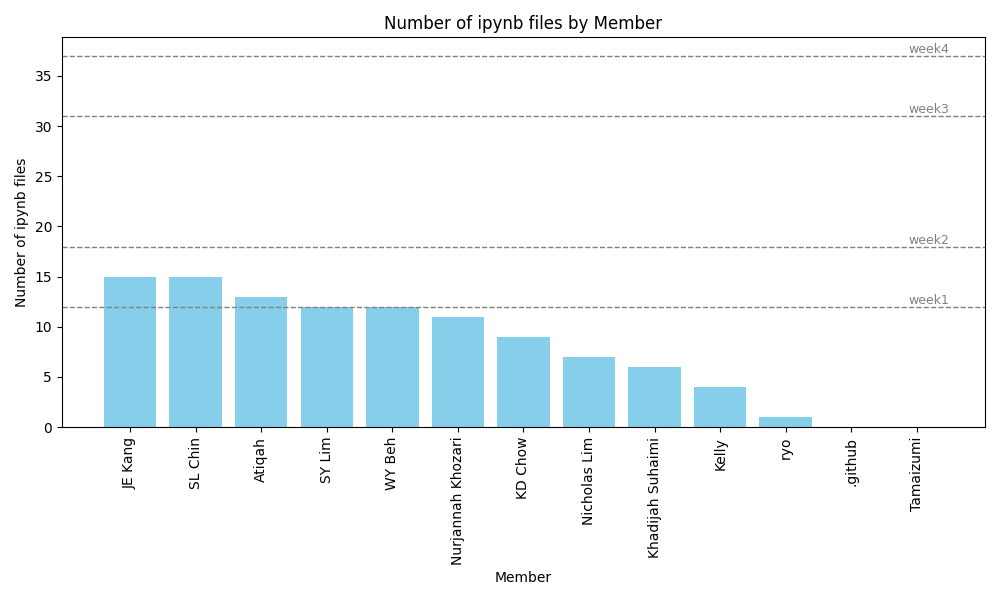 Number of ipynb files by Member
Number of ipynb files
35
30
25
20
15
10
5
0
week4
week3
week2
week1
JE Kang
SL Chin
Atiqah
SY Lim
WY Beh
Nurjannah Khozari
KD Chow
Nicholas Lim
Khadijah Suhaimi
Kelly
ryo
.github
Tamaizumi
Member